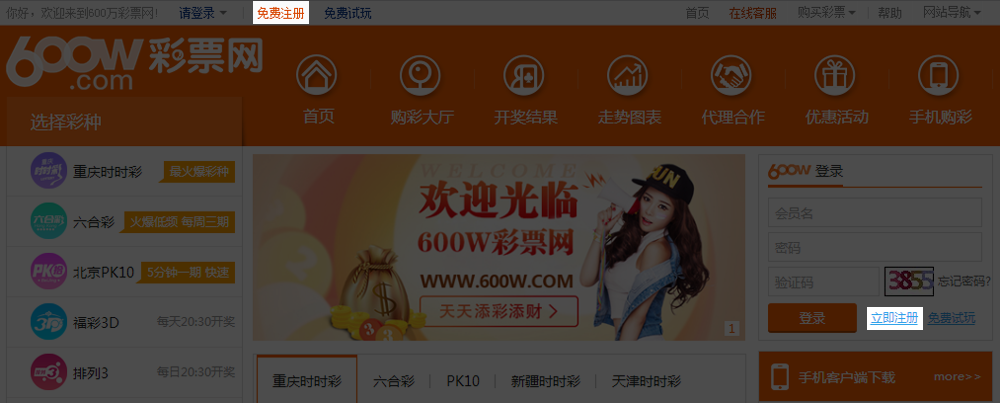 你好，欢迎来到600万彩票网！ 请登录 免费注册 免费试玩 首页 在线客服 购买彩票 帮助 网站导航
600W 彩票网
.com
首页 购彩大厅 开奖结果 走势图表 代理合作 优惠活动 手机购彩
选择彩种
重庆时时彩 最火爆彩种
六合彩 火爆低频 每周三期
北京PK10 5分钟一期 快速
福彩3D 每天20:30开奖
排列3 每日20:30开奖
WELCOME
欢迎光临
600W彩票网
WWW.600W.COM
天天添彩添财 >
FUN
$
3 3
1
600W 登录
会员名
密码
验证码 3855 忘记密码?
登录 立即注册 免费试玩
手机客户端下载 more>>
重庆时时彩 | 六合彩 | PK10 | 新疆时时彩 | 天津时时彩